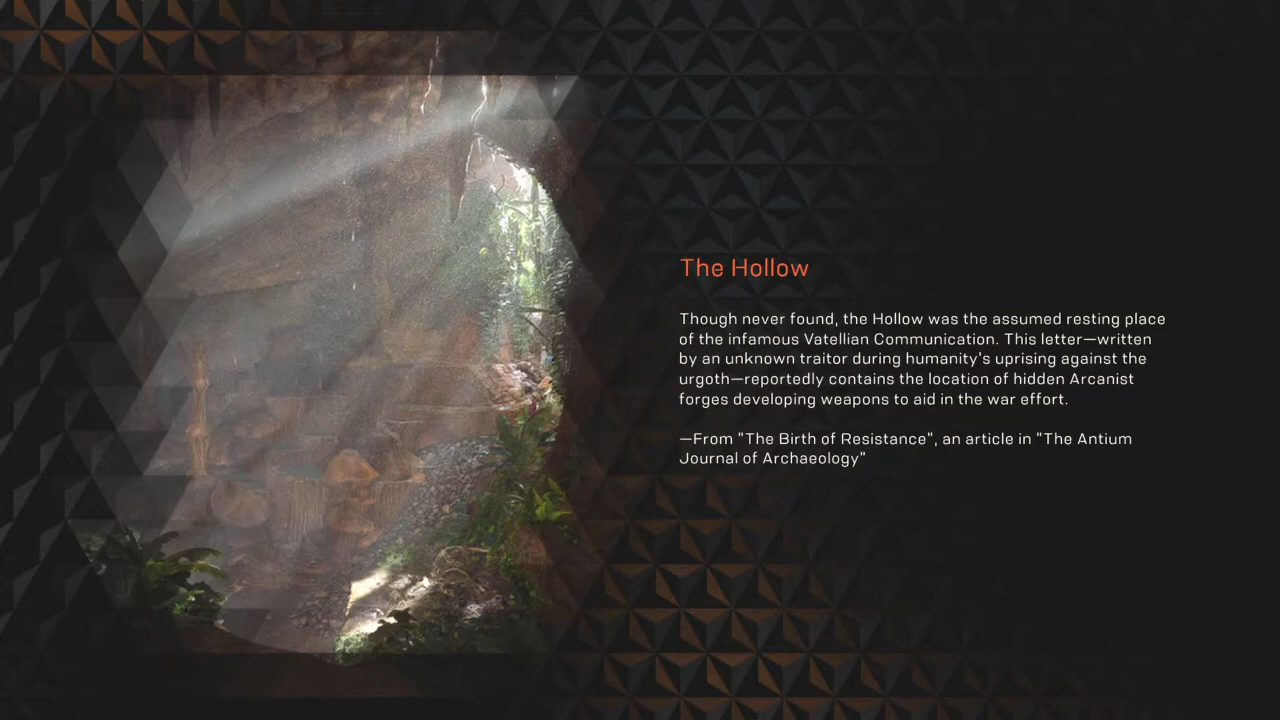 The Hollow
Though never found, the Hollow was the assumed resting place
of the infamous Vatellian Communication. This letter—written
by an unknown traitor during humanity's uprising against the
urgoth—reportedly contains the location of hidden Arcanist
forges developing weapons to aid in the war effort.
—From "The Birth of Resistance", an article in "The Antium
Journal of Archaeology"